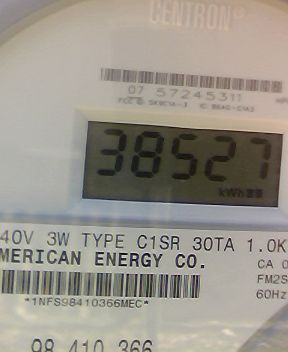 CENTRON®
07 57245311
38527
kWh
40V 3W TYPE C1SR 30TA 1.0K
MERICAN ENERGY CO.
CA 0
FM2S
*1NFS98410366MEC*
60Hz
98 410 366